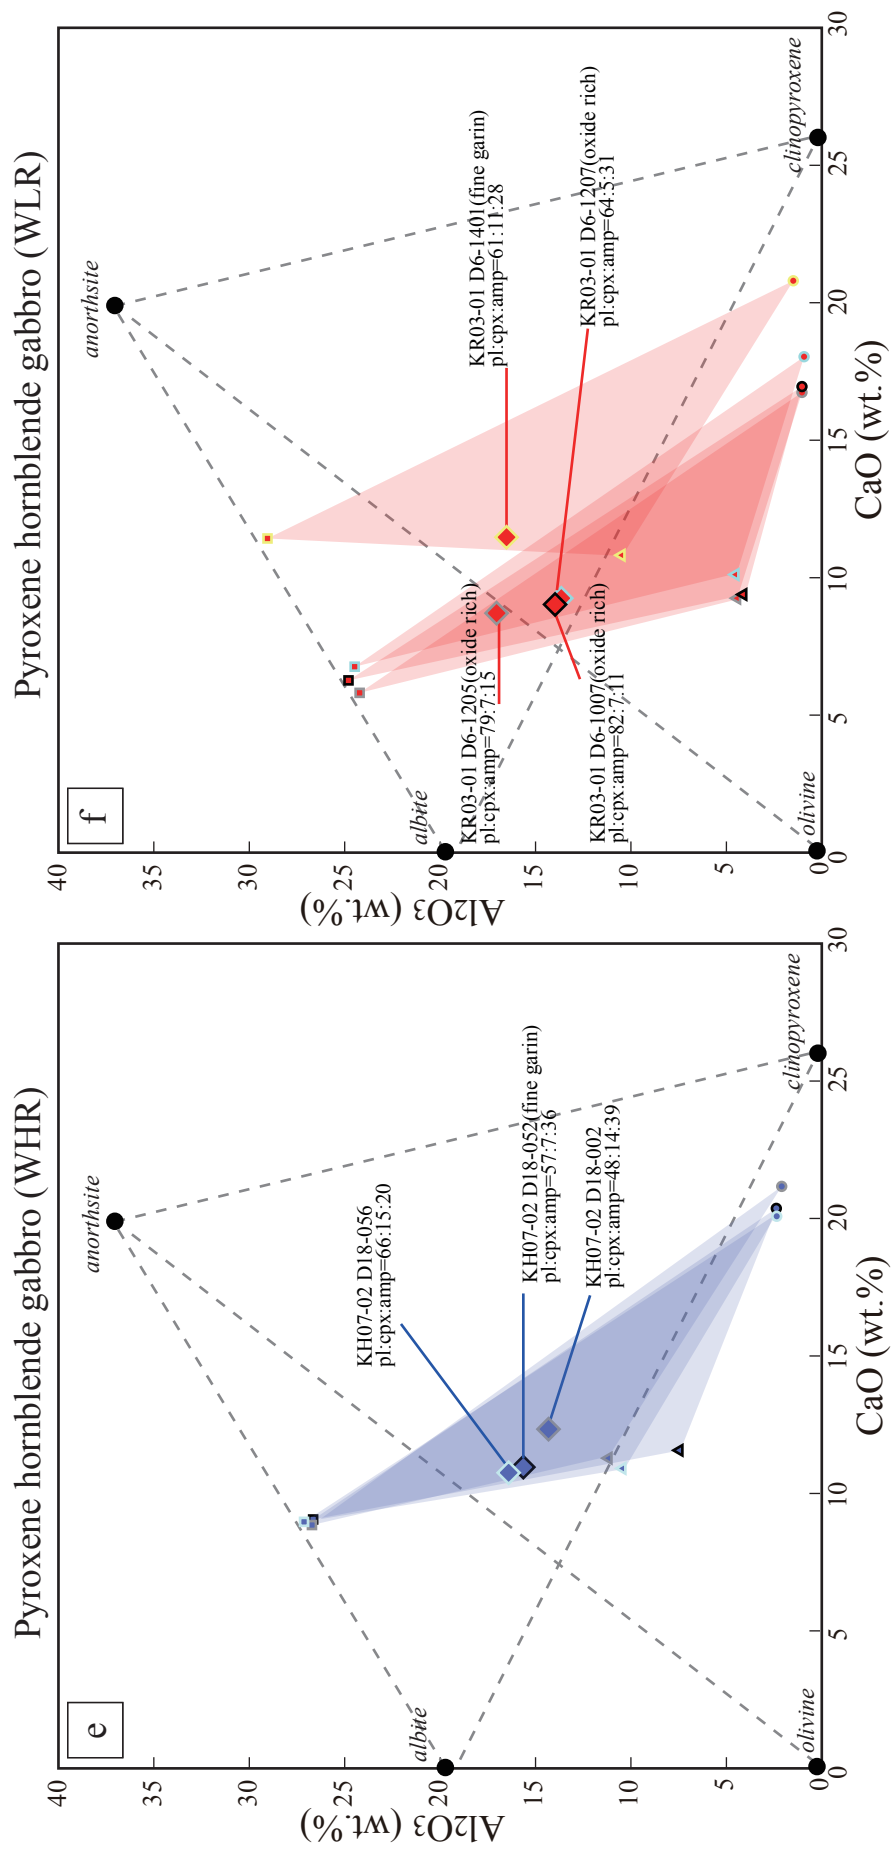 Pyroxene hornblende gabbro (WHR)
e
Al2O3 (wt.%)
40
35
30
25
20
15
10
5
0
anorthsite
albite
olivine
clinopyroxene
KH07-02 D18-056
pl:cpx:amp=66:15:20
KH07-02 D18-052(fine garin)
pl:cpx:amp=57:7:36
KH07-02 D18-002
pl:cpx:amp=48:14:39
0
5
10
15
20
25
30
CaO (wt.%)
Pyroxene hornblende gabbro (WLR)
f
Al2O3 (wt.%)
40
35
30
25
20
15
10
5
0
anorthsite
albite
olivine
clinopyroxene
KR03-01 D6-1401(fine garin)
pl:cpx:amp=61:11:28
KR03-01 D6-1207(oxide rich)
pl:cpx:amp=64:5:31
KR03-01 D6-1205(oxide rich)
pl:cpx:amp=79:7:15
KR03-01 D6-1007(oxide rich)
pl:cpx:amp=82:7:11
0
5
10
15
20
25
30
CaO (wt.%)